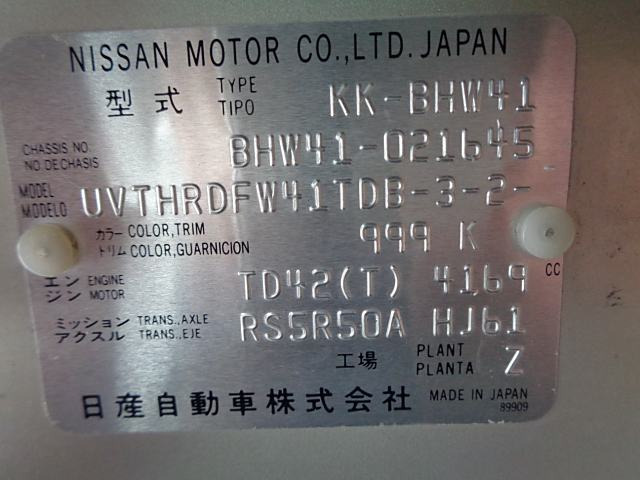 NISSAN MOTOR CO.,LTD. JAPAN
型式 TYPE TIPO KK-BHW41
CHASSIS NO. NO.DE CHASIS BHW41-021645
MODEL MODELO UVTHRDFW41TDB-3-2-
カラー COLOR,TRIM
トリム COLOR,GUARNICION 999 K
エンジン ENGINE MOTOR TD42(T) 4169 CC
ミッション TRANS.,AXLE
アクスル TRANS.,EJE RS5R50A HJ61
工場 PLANT PLANTA Z
日産自動車株式会社 MADE IN JAPAN
89909